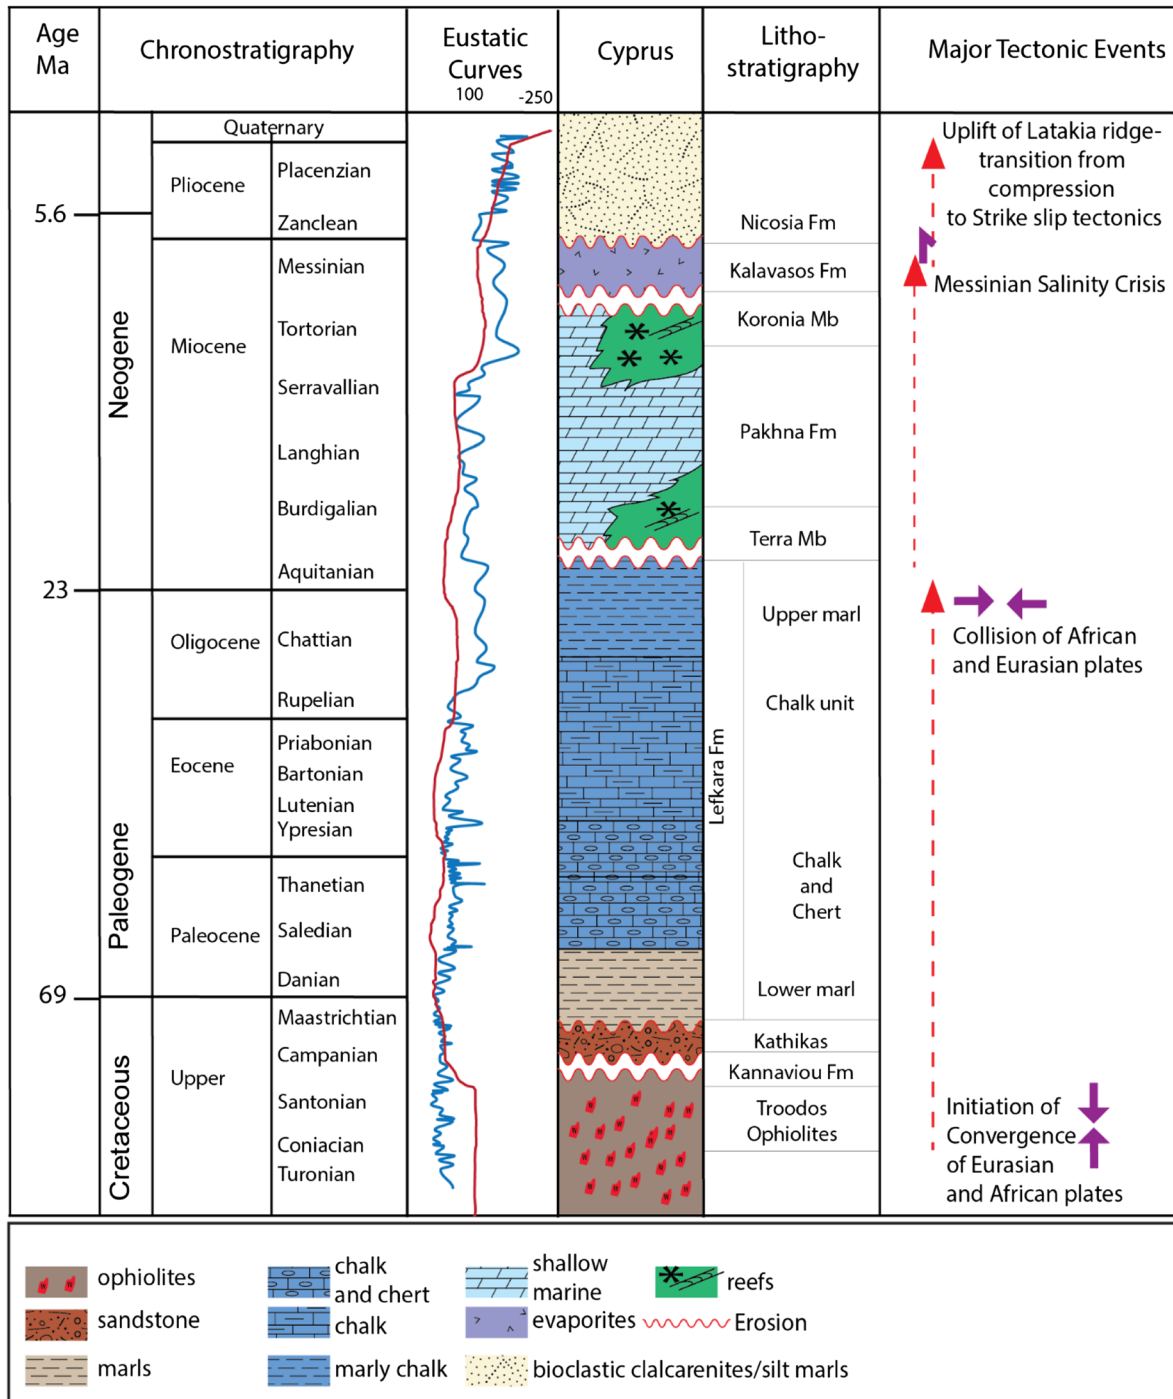 Age
Ma
Chronostratigraphy
Eustatic
Curves
100 -250
Cyprus
Litho-
stratigraphy
Major Tectonic Events
5.6
23
69
Neogene
Paleogene
Cretaceous
Quaternary
Pliocene
Miocene
Oligocene
Eocene
Paleocene
Upper
Placenzian
Zanclean
Messinian
Tortorian
Serravallian
Langhian
Burdigalian
Aquitanian
Chattian
Rupelian
Priabonian
Bartonian
Lutenian
Ypresian
Thanetian
Saledian
Danian
Maastrichtian
Campanian
Santonian
Coniacian
Turonian
Nicosia Fm
Kalavasos Fm
Koronia Mb
Pakhna Fm
Terra Mb
Lefkara Fm
Upper marl
Chalk unit
Chalk
and
Chert
Lower marl
Kathikas
Kannaviou Fm
Troodos
Ophiolites
Uplift of Latakia ridge-
transition from
compression
to Strike slip tectonics
Messinian Salinity Crisis
Collision of African
and Eurasian plates
Initiation of
Convergence
of Eurasian
and African plates
ophiolites
sandstone
marls
chalk
and chert
chalk
marly chalk
shallow
marine
evaporites
bioclastic clalcarenites/silt marls
reefs
Erosion